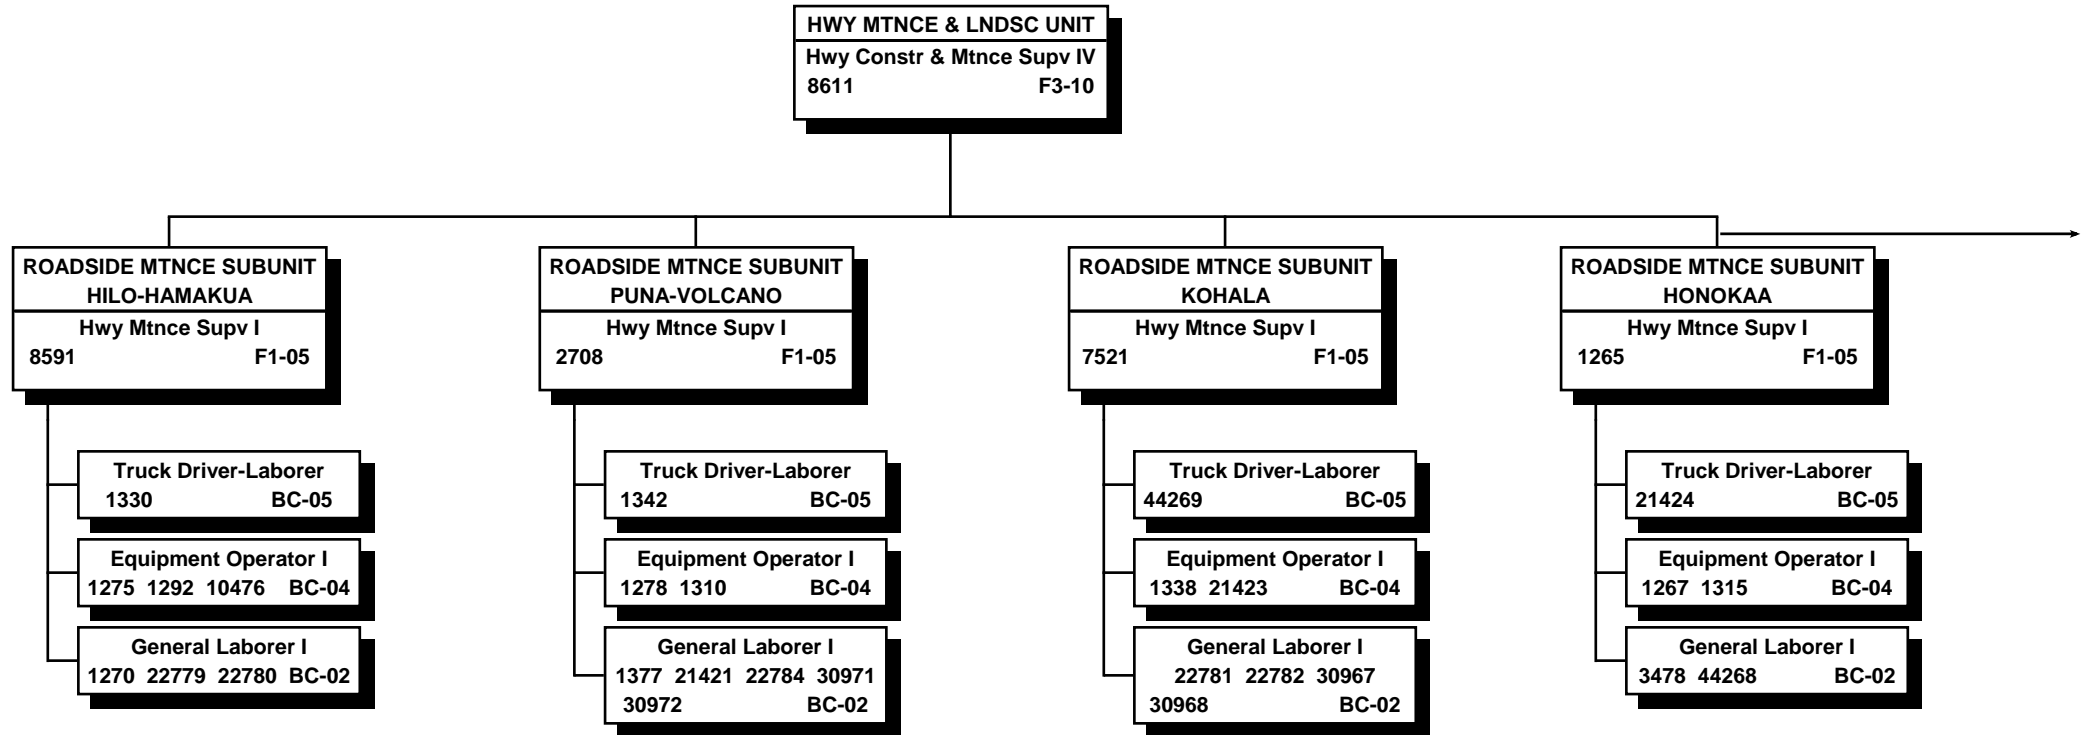 HWY MTNCE & LNDSC UNIT
Hwy Constr & Mtnce Supv IV
8611 F3-10
ROADSIDE MTNCE SUBUNIT
HILO-HAMAKUA
Hwy Mtnce Supv I
8591 F1-05
Truck Driver-Laborer
1330 BC-05
Equipment Operator I
1275 1292 10476 BC-04
General Laborer I
1270 22779 22780 BC-02
ROADSIDE MTNCE SUBUNIT
PUNA-VOLCANO
Hwy Mtnce Supv I
2708 F1-05
Truck Driver-Laborer
1342 BC-05
Equipment Operator I
1278 1310 BC-04
General Laborer I
1377 21421 22784 30971
30972 BC-02
ROADSIDE MTNCE SUBUNIT
KOHALA
Hwy Mtnce Supv I
7521 F1-05
Truck Driver-Laborer
44269 BC-05
Equipment Operator I
1338 21423 BC-04
General Laborer I
22781 22782 30967
30968 BC-02
ROADSIDE MTNCE SUBUNIT
HONOKAA
Hwy Mtnce Supv I
1265 F1-05
Truck Driver-Laborer
21424 BC-05
Equipment Operator I
1267 1315 BC-04
General Laborer I
3478 44268 BC-02